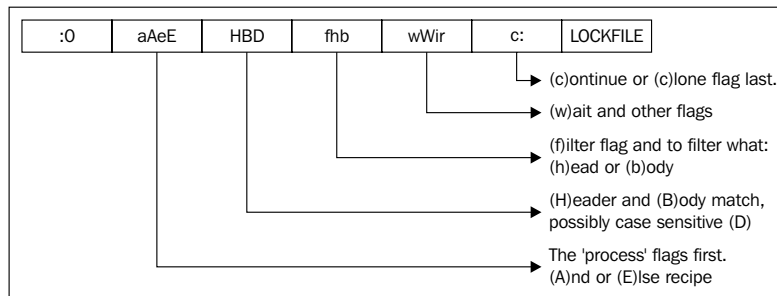 :0 aAeE HBD fhb wWir c: LOCKFILE
(c)ontinue or (c)lone flag last.
(w)ait and other flags
(f)ilter flag and to filter what:
(h)ead or (b)ody
(H)eader and (B)ody match,
possibly case sensitive (D)
The 'process' flags first.
(A)nd or (E)lse recipe